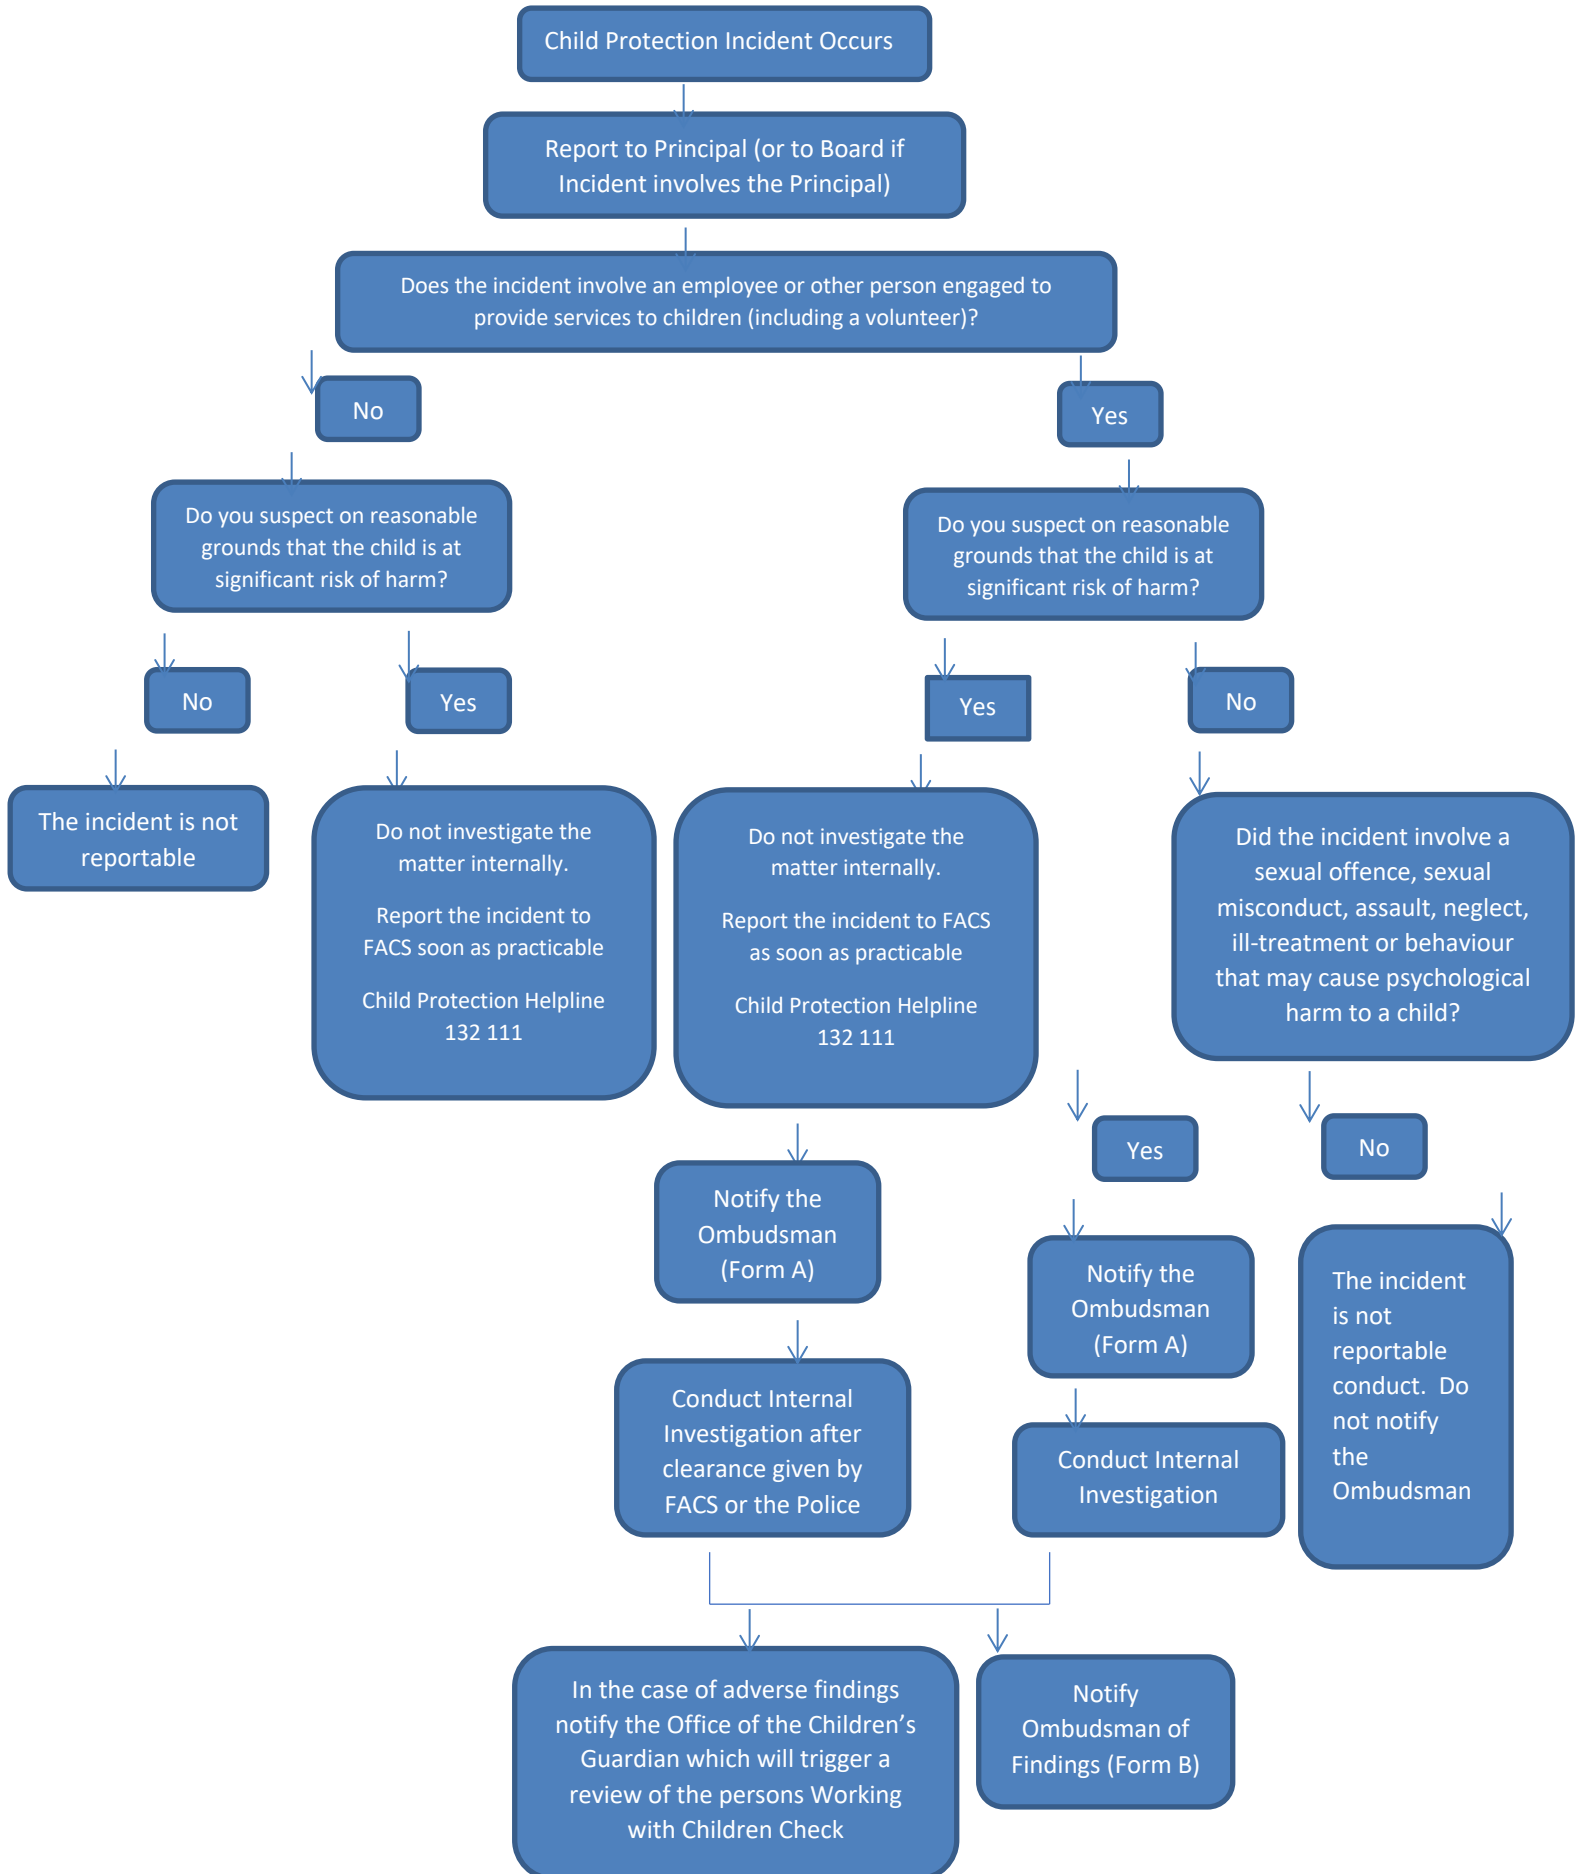 Child Protection Incident Occurs
Report to Principal (or to Board if
Incident involves the Principal)
Does the incident involve an employee or other person engaged to
provide services to children (including a volunteer)?
No
Yes
Do you suspect on reasonable
grounds that the child is at
significant risk of harm?
Do you suspect on reasonable
grounds that the child is at
significant risk of harm?
No
Yes
Yes
No
The incident is not
reportable
Do not investigate the
matter internally.
Report the incident to
FACS soon as practicable
Child Protection Helpline
132 111
Do not investigate the
matter internally.
Report the incident to FACS
as soon as practicable
Child Protection Helpline
132 111
Did the incident involve a
sexual offence, sexual
misconduct, assault, neglect,
ill-treatment or behaviour
that may cause psychological
harm to a child?
Yes
No
Notify the
Ombudsman
(Form A)
Notify the
Ombudsman
(Form A)
The incident
is not
reportable
conduct.  Do
not notify
the
Ombudsman
Conduct Internal
Investigation after
clearance given by
FACS or the Police
Conduct Internal
Investigation
In the case of adverse findings
notify the Office of the Children’s
Guardian which will trigger a
review of the persons Working
with Children Check
Notify
Ombudsman of
Findings (Form B)